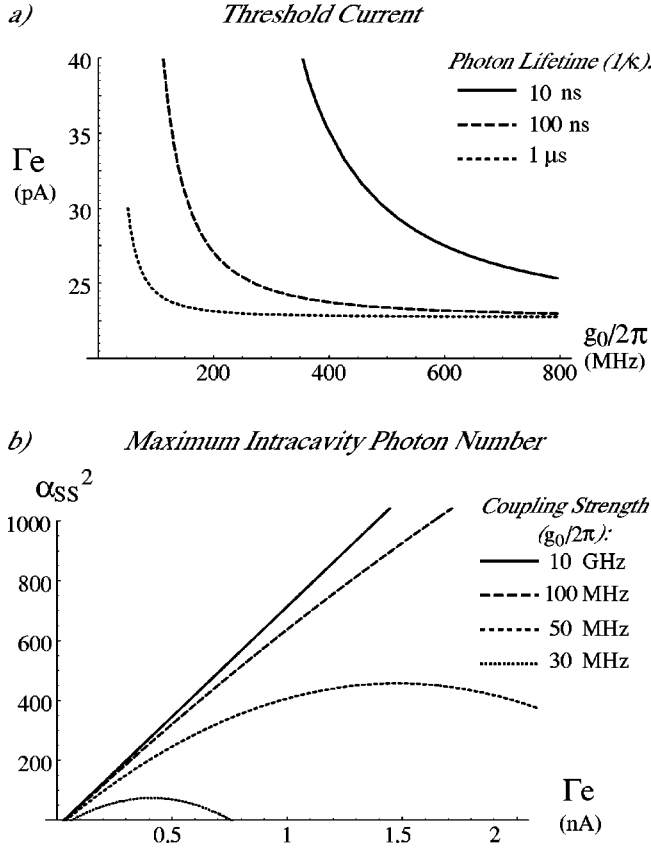 a) Threshold Current
Photon Lifetime (1/κ):
10 ns
100 ns
1 μs
40
35
30
25
Γe
(pA)
200
400
600
800
g₀/2π
(MHz)
b) Maximum Intracavity Photon Number
αSS²
1000
800
600
400
200
Coupling Strength
(g₀/2π):
10 GHz
100 MHz
50 MHz
30 MHz
0.5
1
1.5
2
Γe
(nA)